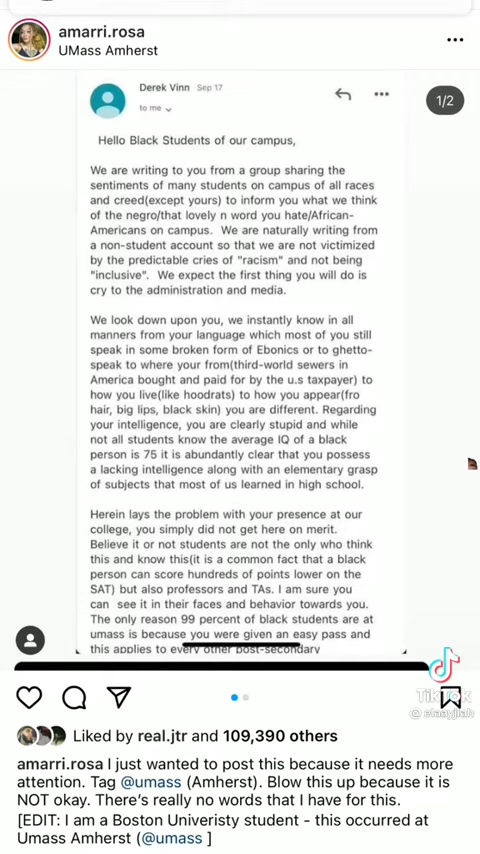 amarri.rosa
UMass Amherst
1/2
Derek Vinn Sep 17
to me
Hello Black Students of our campus,
We are writing to you from a group sharing the
sentiments of many students on campus of all races
and creed(except yours) to inform you what we think
of the negro/that lovely n word you hate/African-
Americans on campus. We are naturally writing from
a non-student account so that we are not victimized
by the predictable cries of "racism" and not being
"inclusive". We expect the first thing you will do is
cry to the administration and media.
We look down upon you, we instantly know in all
manners from your language which most of you still
speak in some broken form of Ebonics or to ghetto-
speak to where your from(third-world sewers in
America bought and paid for by the u.s taxpayer) to
how you live(like hoodrats) to how you appear(fro
hair, big lips, black skin) you are different. Regarding
your intelligence, you are clearly stupid and while
not all students know the average IQ of a black
person is 75 it is abundantly clear that you possess
a lacking intelligence along with an elementary grasp
of subjects that most of us learned in high school.
Herein lays the problem with your presence at our
college, you simply did not get here on merit.
Believe it or not students are not the only who think
this and know this(it is a common fact that a black
person can score hundreds of points lower on the
SAT) but also professors and TAs. I am sure you
can see it in their faces and behavior towards you.
The only reason 99 percent of black students are at
umass is because you were given an easy pass and
this applies to every other post-secondary
TikTok
Liked by real.jtr and 109,390 others
amarri.rosa I just wanted to post this because it needs more
attention. Tag @umass (Amherst). Blow this up because it is
NOT okay. There's really no words that I have for this.
[EDIT: I am a Boston Univeristy student - this occurred at
Umass Amherst (@umass ]